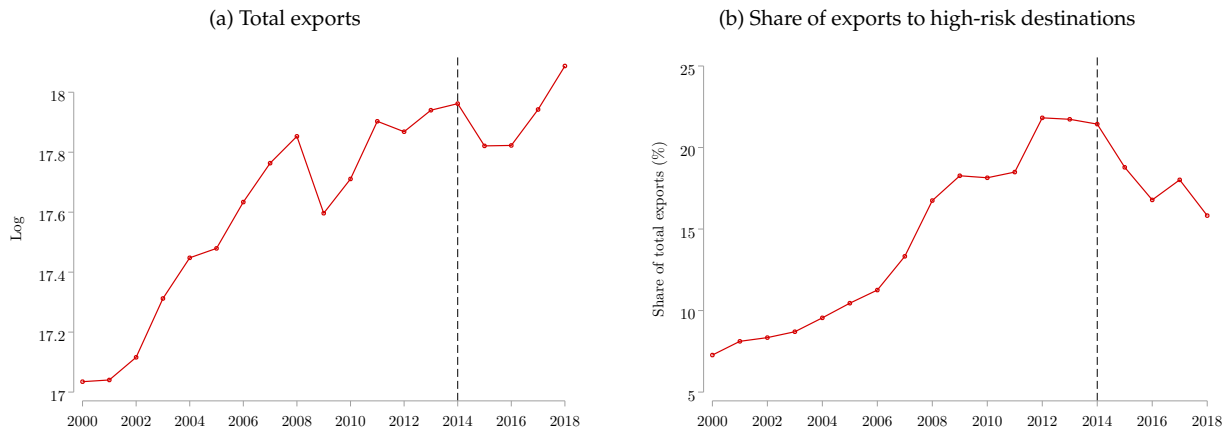 (a) Total exports
Log
18
17.8
17.6
17.4
17.2
17
2000 2002 2004 2006 2008 2010 2012 2014 2016 2018
(b) Share of exports to high-risk destinations
Share of total exports (%)
25
20
15
10
5
2000 2002 2004 2006 2008 2010 2012 2014 2016 2018